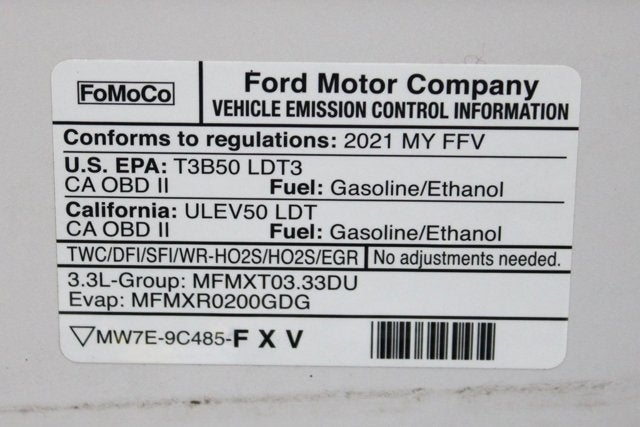 FoMoCo
Ford Motor Company
VEHICLE EMISSION CONTROL INFORMATION
Conforms to regulations: 2021 MY FFV
U.S. EPA: T3B50 LDT3
CA OBD II Fuel: Gasoline/Ethanol
California: ULEV50 LDT
CA OBD II Fuel: Gasoline/Ethanol
TWC/DFI/SFI/WR-HO2S/HO2S/EGR No adjustments needed.
3.3L-Group: MFMXT03.33DU
Evap: MFMXR0200GDG
▽MW7E-9C485-F X V